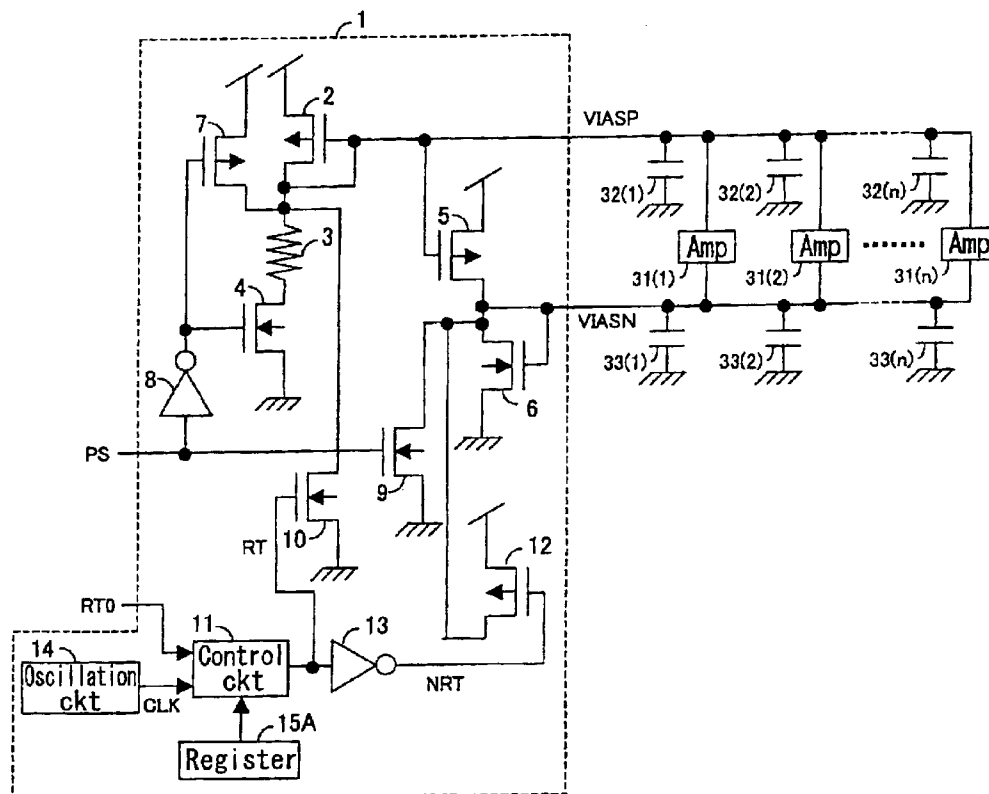 1
2
7
VIASP
32(1)
32(2)
32(n)
5
3
Amp
Amp
Amp
31(1)
31(2)
31(n)
4
VIASN
33(1)
33(2)
33(n)
8
6
PS
9
10
RT
12
RT0
11
13
14
Control
ckt
Oscillation
ckt
CLK
NRT
15A
Register